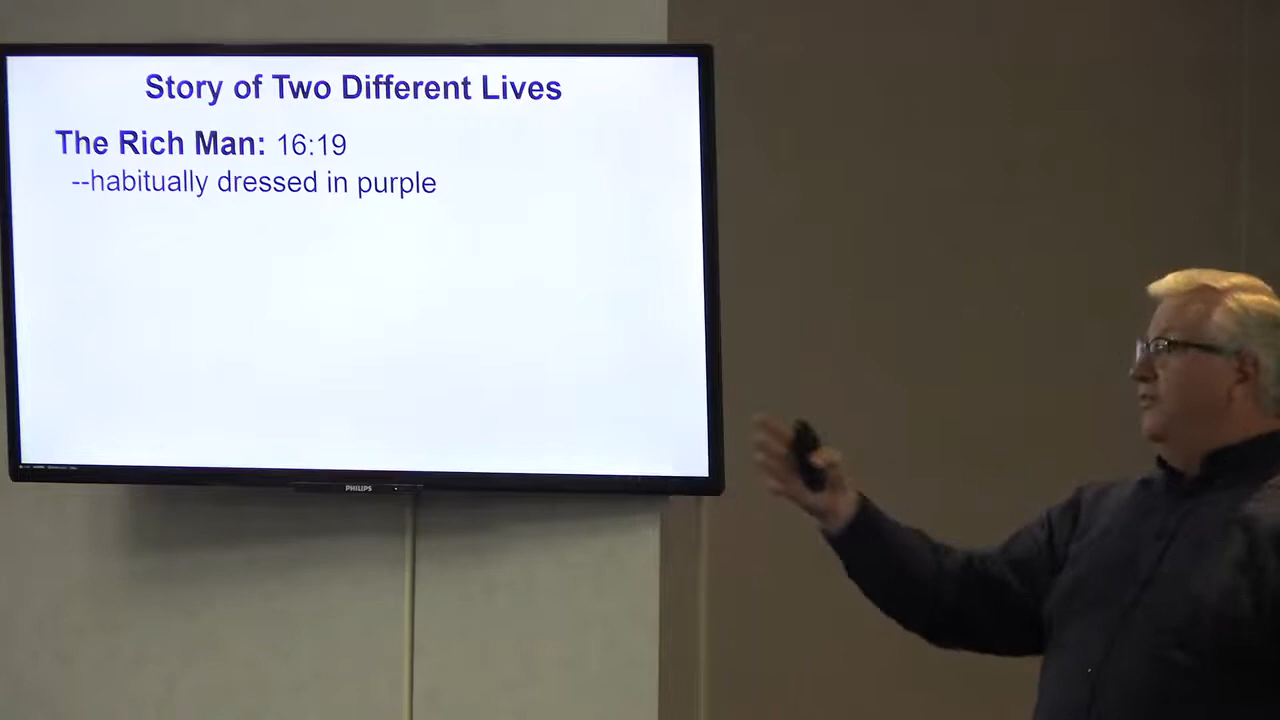 Story of Two Different Lives
The Rich Man: 16:19
--habitually dressed in purple
PHILIPS